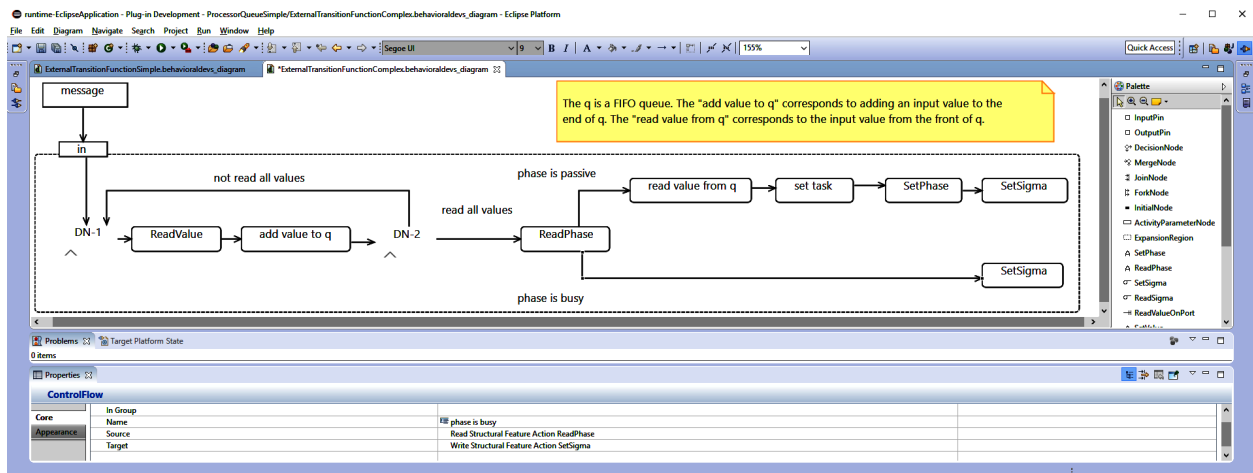 runtime-EclipseApplication - Plug-in Development - ProcessorQueueSimple/ExternalTransitionFunctionComplex.behavioraldevs_diagram - Eclipse Platform
File Edit Diagram Navigate Search Project Run Window Help
Segoe UI 9 B I A 155% Quick Access
ExternalTransitionFunctionSimple.behavioraldevs_diagram *ExternalTransitionFunctionComplex.behavioraldevs_diagram
message
The q is a FIFO queue. The "add value to q" corresponds to adding an input value to the
end of q. The "read value from q" corresponds to the input value from the front of q.
in
not read all values
phase is passive
read value from q set task SetPhase SetSigma
read all values
DN-1 ReadValue add value to q DN-2 ReadPhase
SetSigma
phase is busy
Palette
InputPin
OutputPin
DecisionNode
MergeNode
JoinNode
ForkNode
InitialNode
ActivityParameterNode
ExpansionRegion
SetPhase
ReadPhase
SetSigma
ReadSigma
ReadValueOnPort
Problems Target Platform State
0 items
Properties
ControlFlow
Core
Appearance
In Group
Name phase is busy
Source Read Structural Feature Action ReadPhase
Target Write Structural Feature Action SetSigma